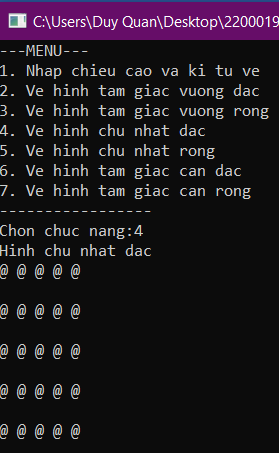 C:\Users\Duy Quan\Desktop\2200019
---MENU---
1. Nhap chieu cao va ki tu ve
2. Ve hinh tam giac vuong dac
3. Ve hinh tam giac vuong rong
4. Ve hinh chu nhat dac
5. Ve hinh chu nhat rong
6. Ve hinh tam giac can dac
7. Ve hinh tam giac can rong
-----------------
Chon chuc nang:4
Hinh chu nhat dac
@ @ @ @ @
@ @ @ @ @
@ @ @ @ @
@ @ @ @ @
@ @ @ @ @